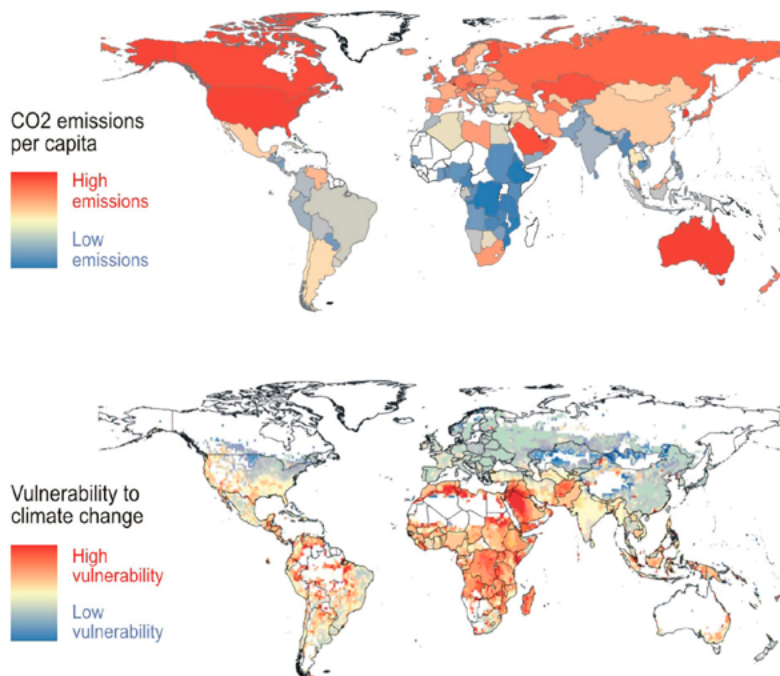 CO2 emissions
per capita
High
emissions
Low
emissions
Vulnerability to
climate change
High
vulnerability
Low
vulnerability